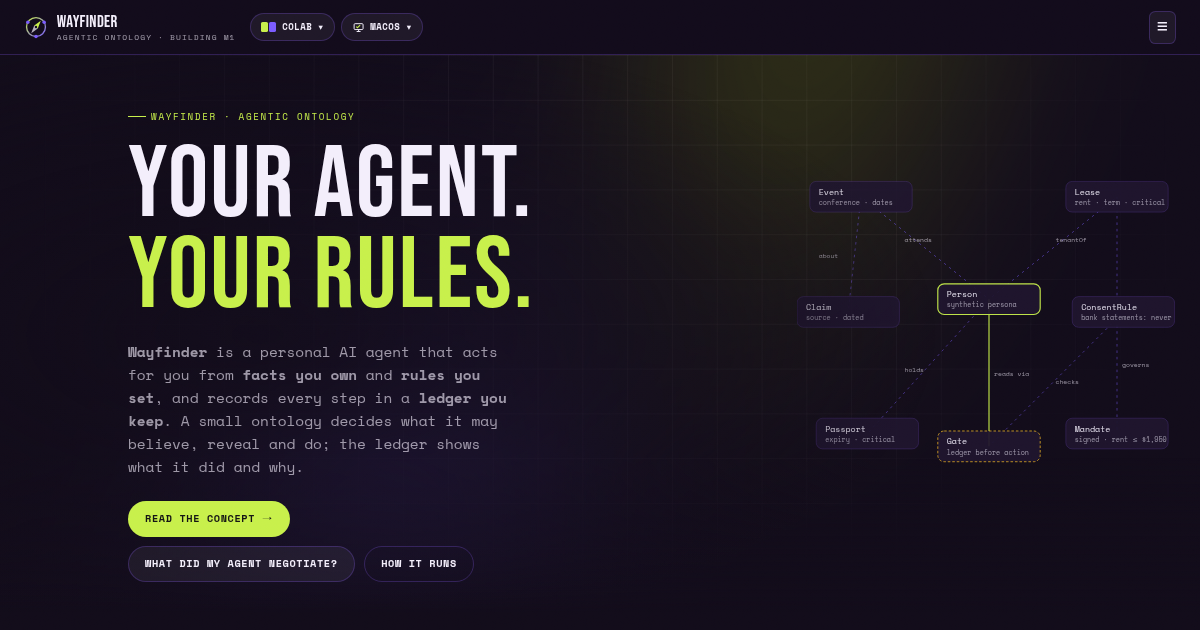 WAYFINDER
AGENTIC ONTOLOGY · BUILDING M1
COLAB ▾
MACOS ▾
☰
WAYFINDER · AGENTIC ONTOLOGY
YOUR AGENT.
YOUR RULES.
Wayfinder is a personal AI agent that acts
for you from facts you own and rules you
set, and records every step in a ledger you
keep. A small ontology decides what it may
believe, reveal and do; the ledger shows
what it did and why.
READ THE CONCEPT →
WHAT DID MY AGENT NEGOTIATE?
HOW IT RUNS
Event
conference · dates
Lease
rent · term · critical
attends
tenantOf
about
Person
synthetic persona
Claim
source · dated
ConsentRule
bank statements: never
holds
reads via
checks
governs
Passport
expiry · critical
Gate
ledger before action
Mandate
signed · rent ≤ $1,950